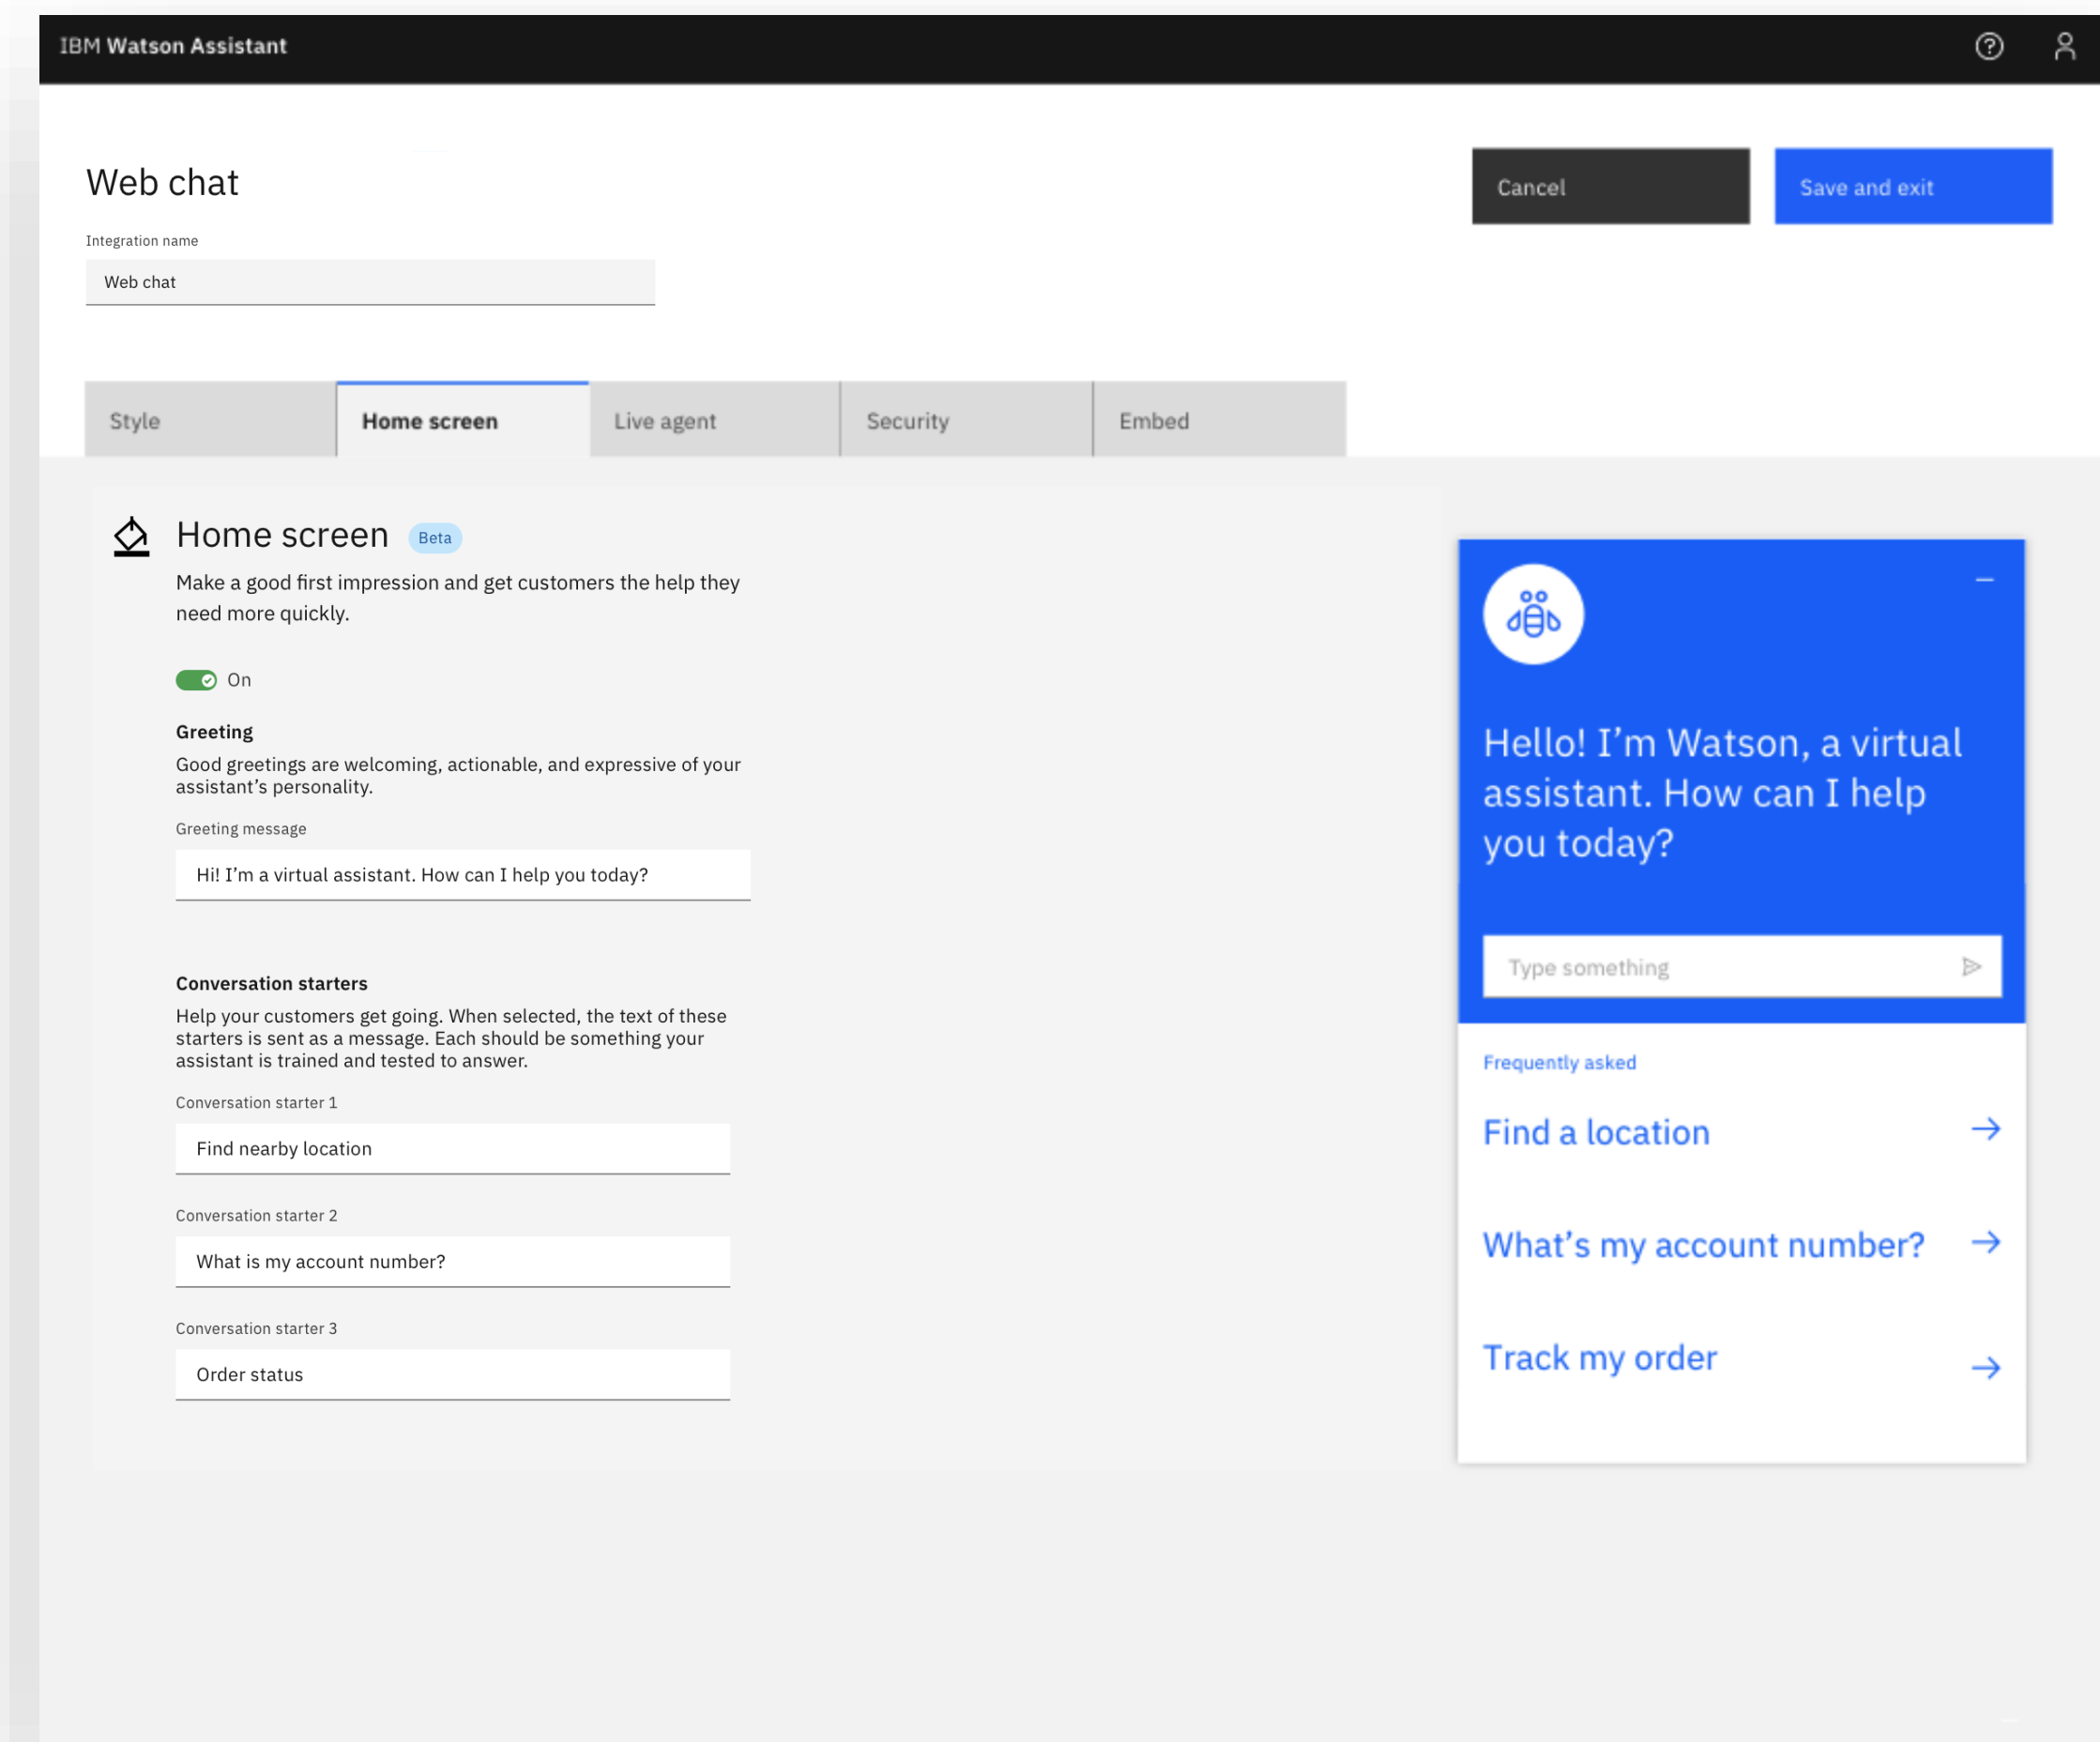 IBM Watson Assistant
Web chat
Cancel
Save and exit
Integration name
Web chat
Style
Home screen
Live agent
Security
Embed
Home screen
Beta
Make a good first impression and get customers the help they
need more quickly.
On
Greeting
Good greetings are welcoming, actionable, and expressive of your
assistant’s personality.
Greeting message
Hi! I’m a virtual assistant. How can I help you today?
Conversation starters
Help your customers get going. When selected, the text of these
starters is sent as a message. Each should be something your
assistant is trained and tested to answer.
Conversation starter 1
Find nearby location
Conversation starter 2
What is my account number?
Conversation starter 3
Order status
Hello! I’m Watson, a virtual
assistant. How can I help
you today?
Type something
Frequently asked
Find a location
What’s my account number?
Track my order